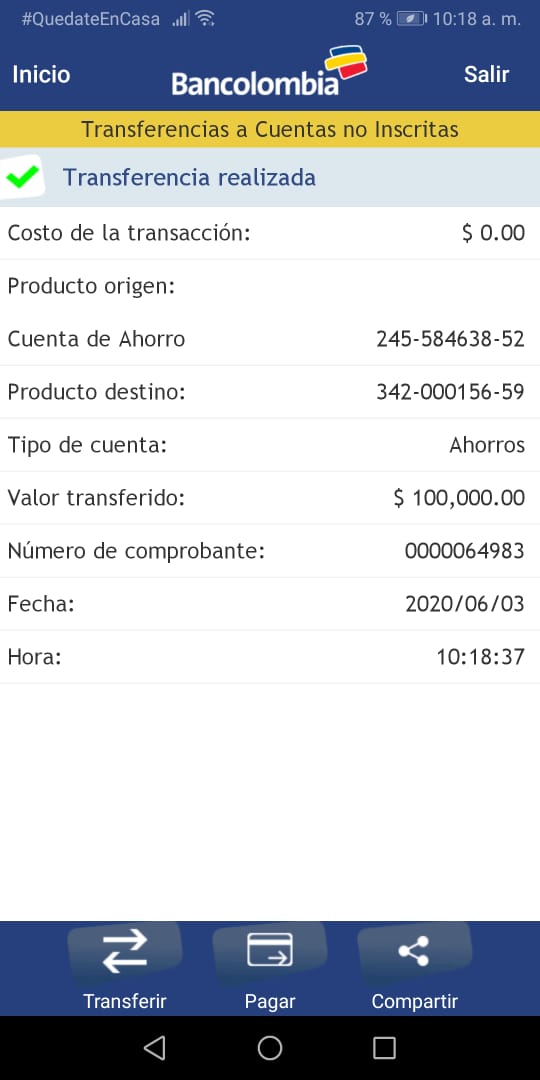 #QuedateEnCasa 87 % 10:18 a. m.
Inicio Bancolombia Salir
Transferencias a Cuentas no Inscritas
Transferencia realizada
Costo de la transacción: $ 0.00
Producto origen:
Cuenta de Ahorro 245-584638-52
Producto destino: 342-000156-59
Tipo de cuenta: Ahorros
Valor transferido: $ 100,000.00
Número de comprobante: 0000064983
Fecha: 2020/06/03
Hora: 10:18:37
Transferir Pagar Compartir